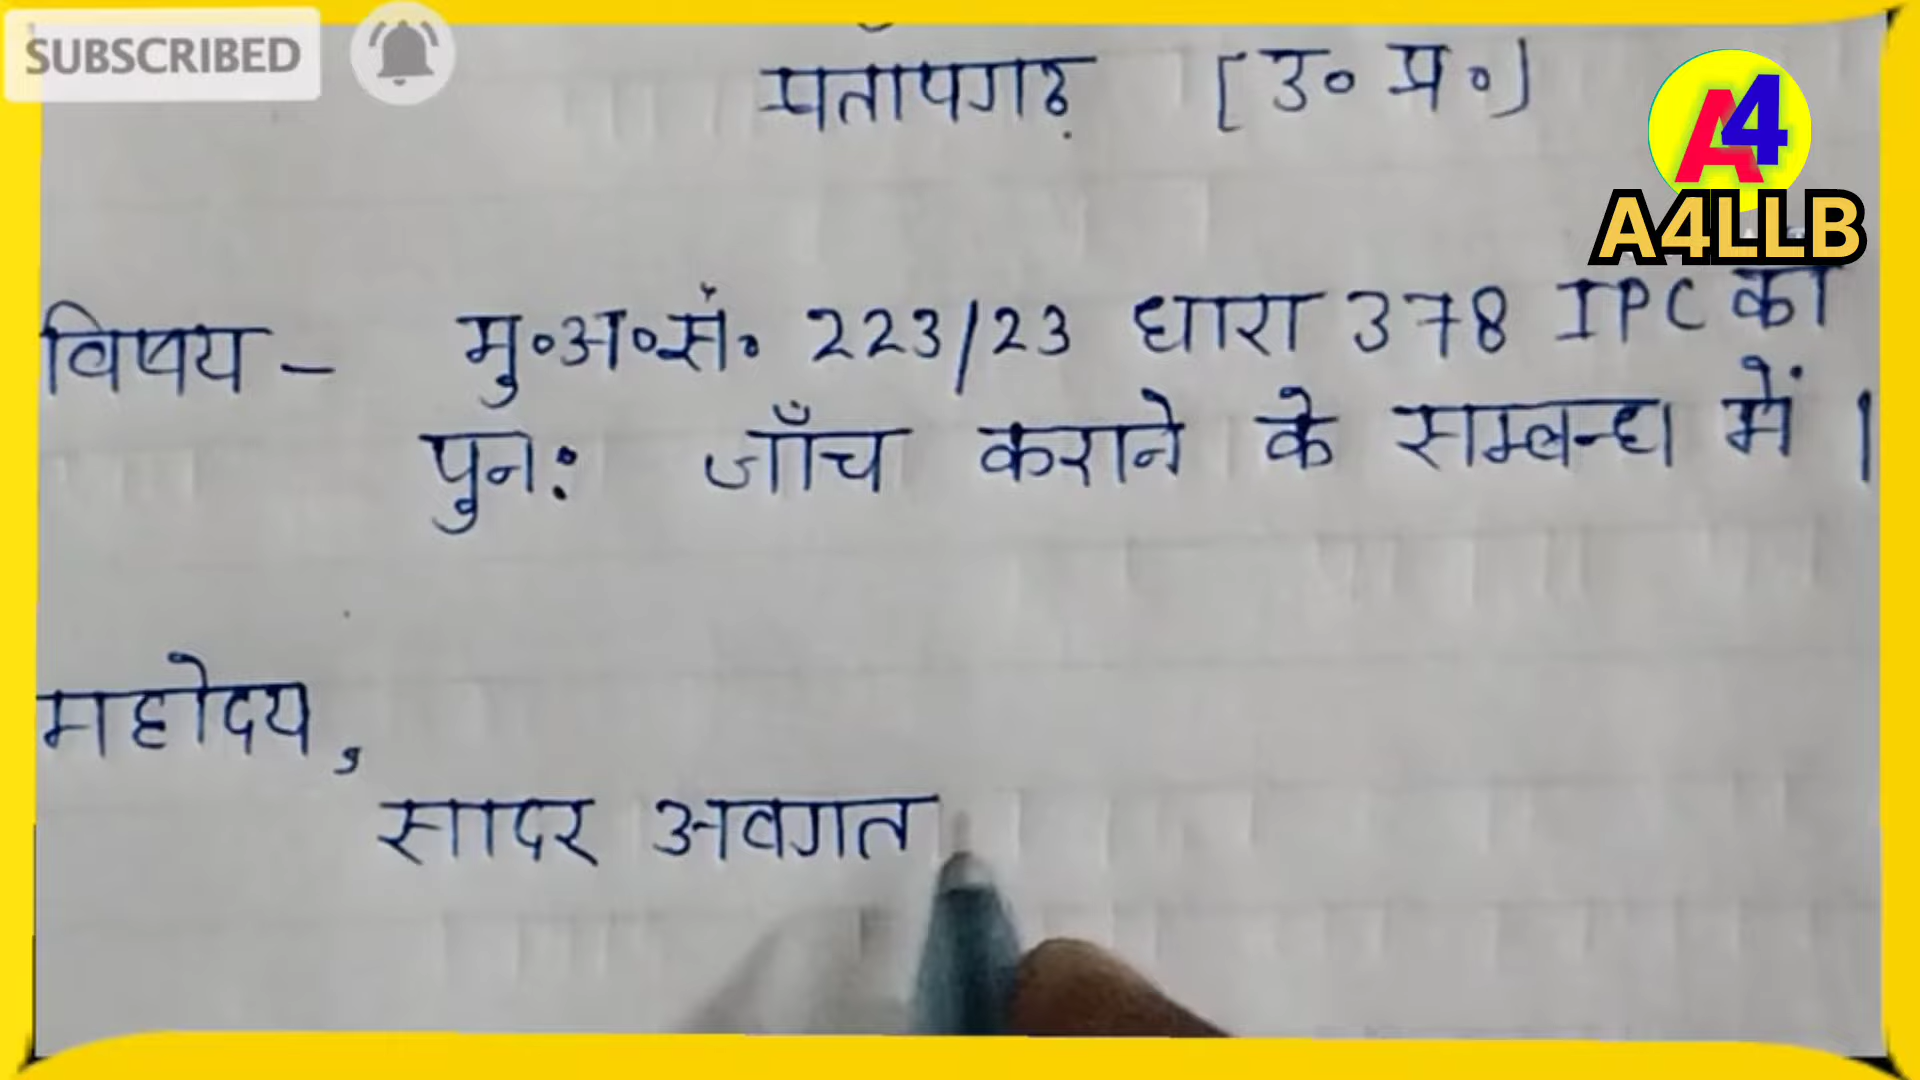 SUBSCRIBED
प्रतापगढ़ [उ० प्र०]
A4
A4LLB
विषय - मु०अ०सं० 223/23 धारा 378 IPC का
पुनः जाँच कराने के सम्बन्ध में ।
महोदय,
सादर अवगत